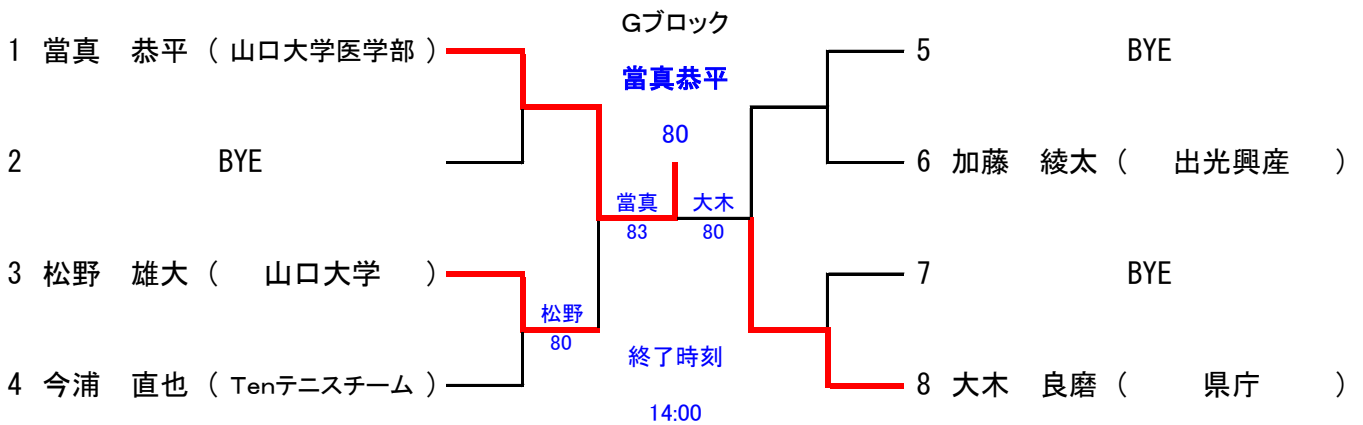 Gブロック
1 當真 恭平 ( 山口大学医学部 )
當真恭平
5 BYE
80
2 BYE
6 加藤 綾太 ( 出光興産 )
當真 大木
83 80
3 松野 雄大 ( 山口大学 )
7 BYE
松野
80
終了時刻
4 今浦 直也 ( Tenテニスチーム )
8 大木 良磨 ( 県庁 )
14:00